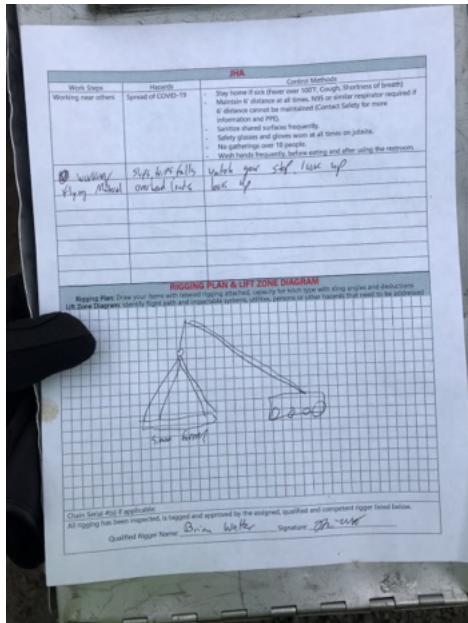 JHA
Work Steps Hazards Control Methods
Working near others Spread of COVID-19 - Stay home if sick (Fever over 100°F, Cough, Shortness of breath)
- Maintain 6' distance at all times, N95 or similar respirator required if
6' distance cannot be maintained (Contact Safety for more
information and PPE).
- Sanitize shared surfaces frequently.
- Safety glasses and gloves worn at all times on jobsite.
- No gatherings over 10 people.
- Wash hands frequently, before eating and after using the restroom.
working/ slips, trips, falls watch your step, look up
Flying Material overhead loads look up
RIGGING PLAN & LIFT ZONE DIAGRAM
Rigging Plan: Draw your items with tabled rigging attached, capacity for hitch type with sling angles and deductions
Lift Zone Diagram: Identify flight path and impactable systems, utilities, persons or other hazards that need to be addressed
Chain Serial #(s) if applicable:
All rigging has been inspected, is tagged and approved by the assigned, qualified and competent rigger listed below.
Qualified Rigger Name: Brian Signature: